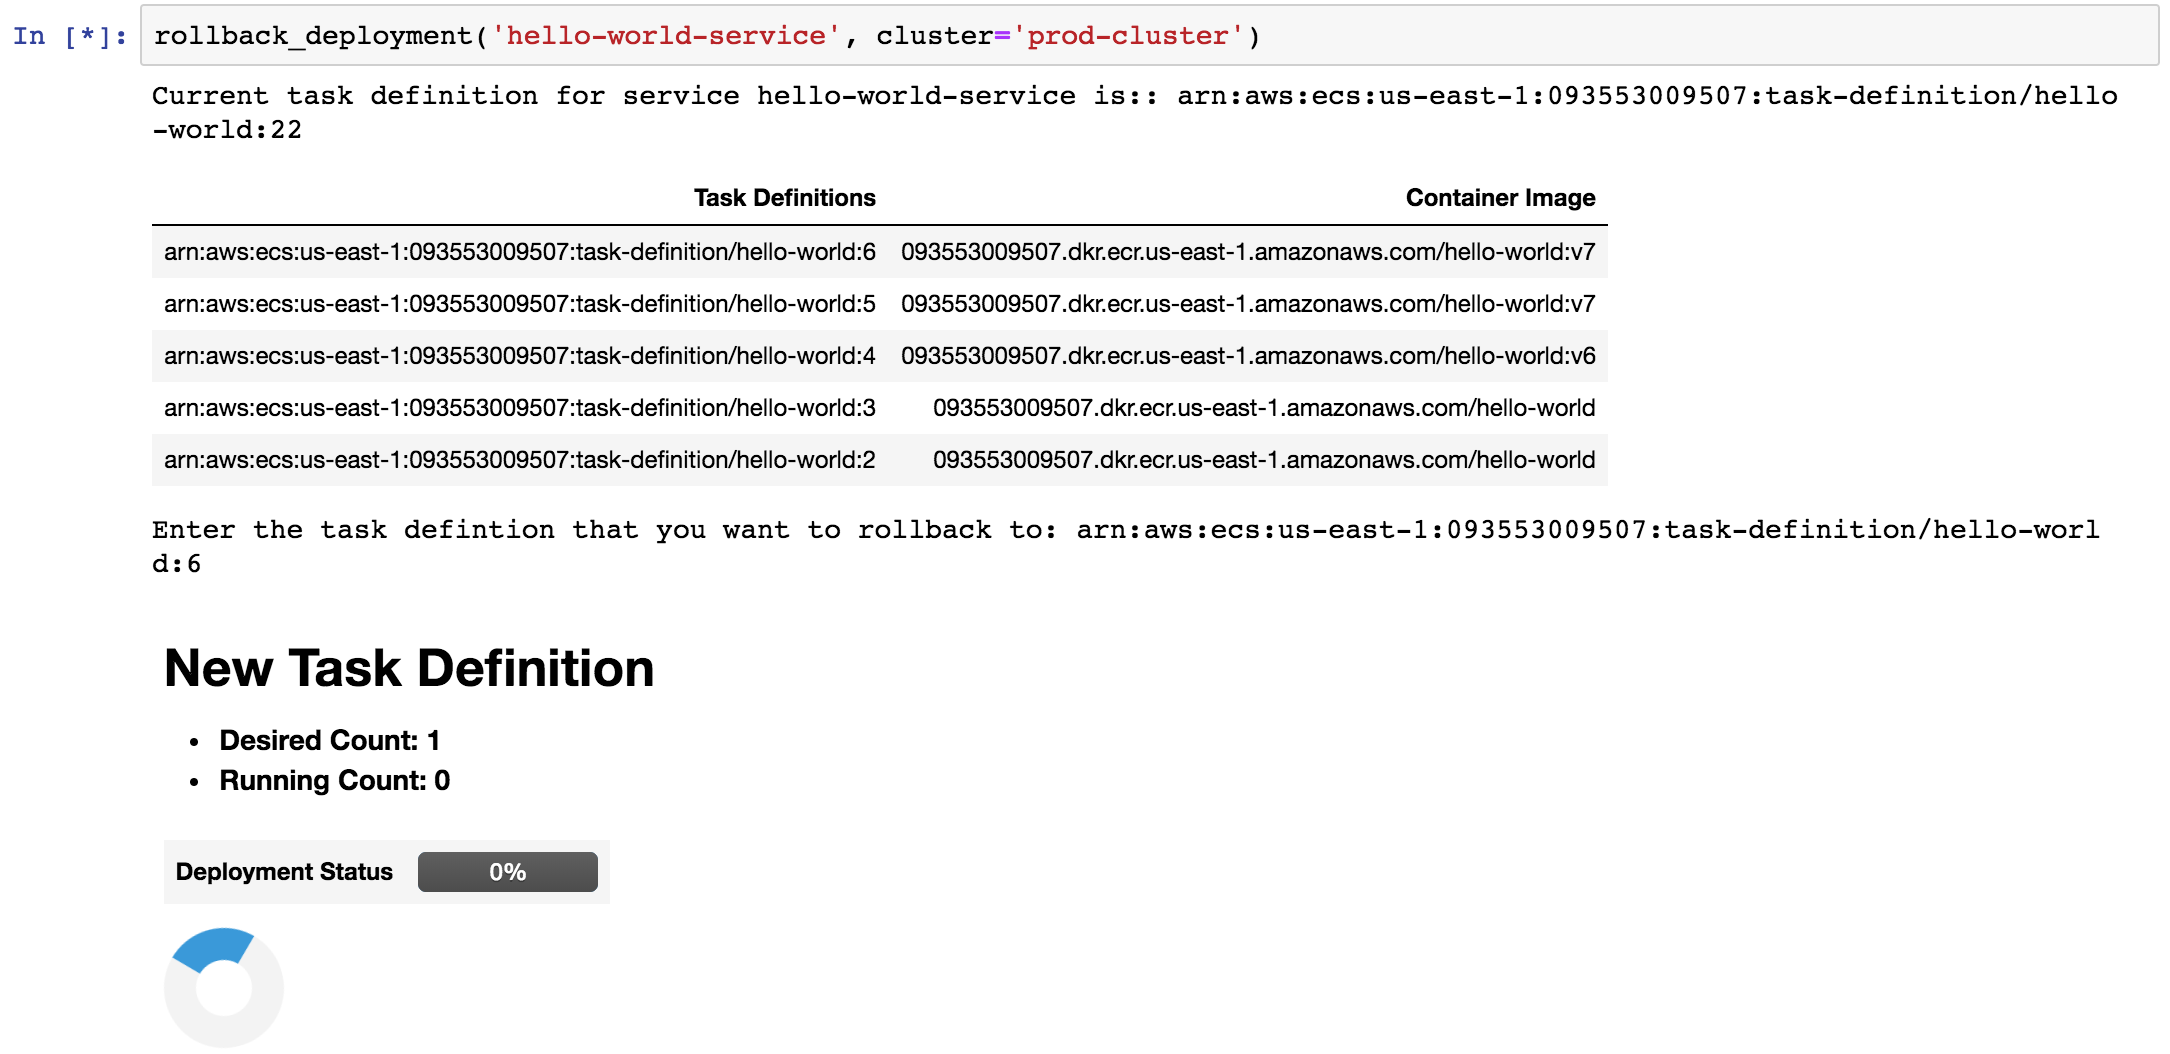 In [*]: rollback_deployment('hello-world-service', cluster='prod-cluster')
Current task definition for service hello-world-service is:: arn:aws:ecs:us-east-1:093553009507:task-definition/hello
-world:22
Task Definitions Container Image
arn:aws:ecs:us-east-1:093553009507:task-definition/hello-world:6 093553009507.dkr.ecr.us-east-1.amazonaws.com/hello-world:v7
arn:aws:ecs:us-east-1:093553009507:task-definition/hello-world:5 093553009507.dkr.ecr.us-east-1.amazonaws.com/hello-world:v7
arn:aws:ecs:us-east-1:093553009507:task-definition/hello-world:4 093553009507.dkr.ecr.us-east-1.amazonaws.com/hello-world:v6
arn:aws:ecs:us-east-1:093553009507:task-definition/hello-world:3 093553009507.dkr.ecr.us-east-1.amazonaws.com/hello-world
arn:aws:ecs:us-east-1:093553009507:task-definition/hello-world:2 093553009507.dkr.ecr.us-east-1.amazonaws.com/hello-world
Enter the task defintion that you want to rollback to: arn:aws:ecs:us-east-1:093553009507:task-definition/hello-worl
d:6
New Task Definition
• Desired Count: 1
• Running Count: 0
Deployment Status 0%